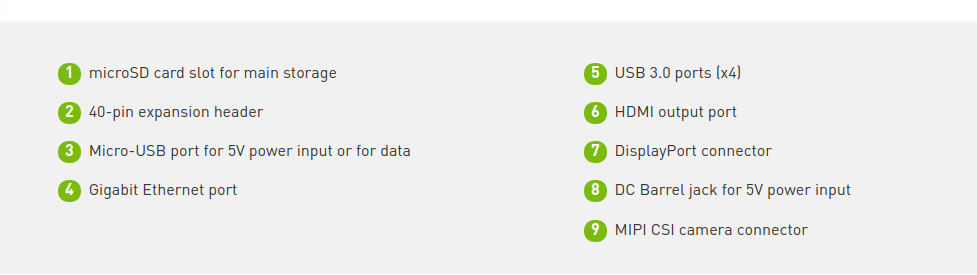 1 microSD card slot for main storage
2 40-pin expansion header
3 Micro-USB port for 5V power input or for data
4 Gigabit Ethernet port
5 USB 3.0 ports (x4)
6 HDMI output port
7 DisplayPort connector
8 DC Barrel jack for 5V power input
9 MIPI CSI camera connector